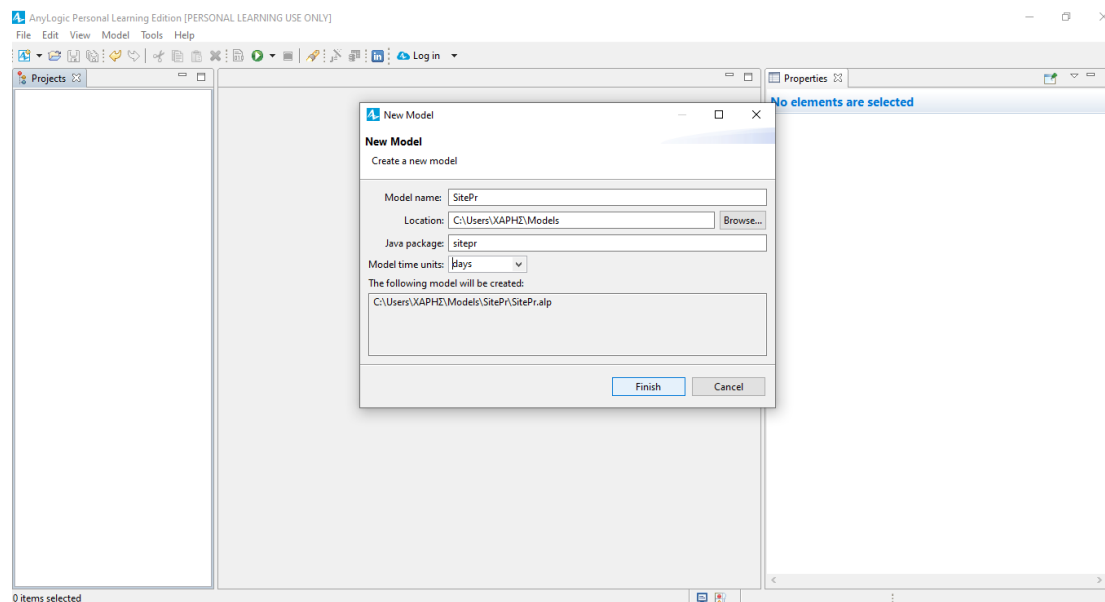 AnyLogic Personal Learning Edition [PERSONAL LEARNING USE ONLY]
File Edit View Model Tools Help
Log in
Projects
Properties
No elements are selected
New Model
New Model
Create a new model
Model name: SitePr
Location: C:\Users\ΧΑΡΗΣ\Models Browse...
Java package: sitepr
Model time units: days
The following model will be created:
C:\Users\ΧΑΡΗΣ\Models\SitePr\SitePr.alp
Finish Cancel
0 items selected